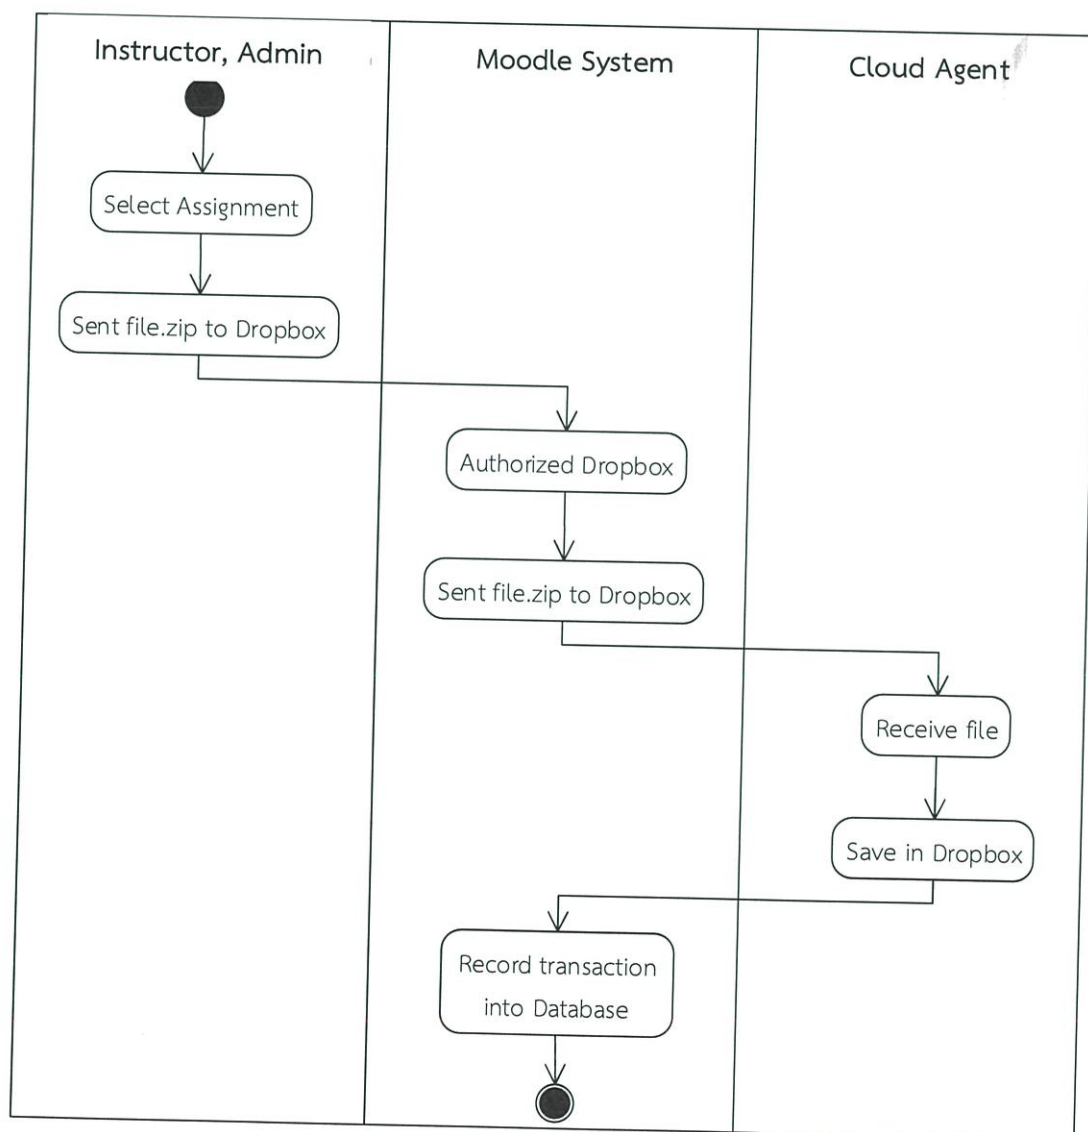 Instructor, Admin
Moodle System
Cloud Agent
Select Assignment
Sent file.zip to Dropbox
Authorized Dropbox
Sent file.zip to Dropbox
Receive file
Save in Dropbox
Record transaction
into Database